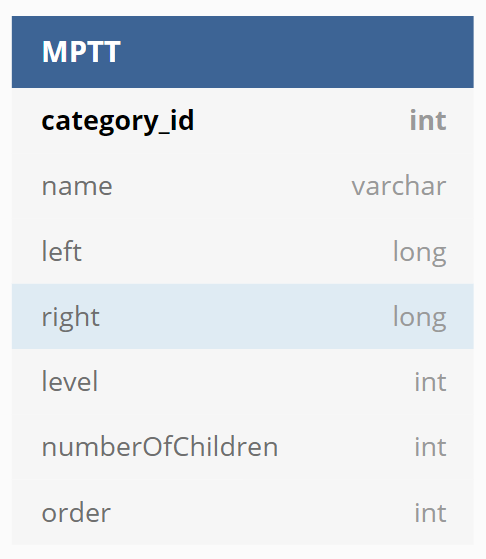 MPTT
category_id int
name varchar
left long
right long
level int
numberOfChildren int
order int